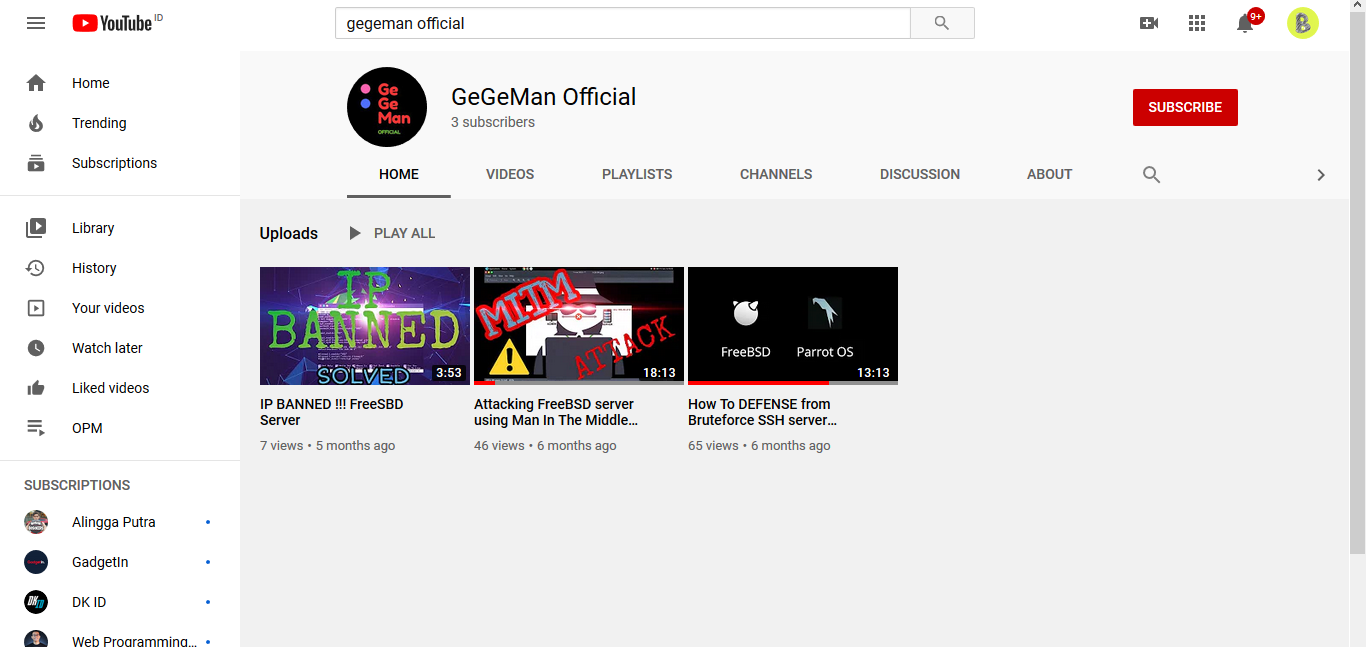 YouTube ID
gegeman official
9+
Home
Trending
Subscriptions
Library
History
Your videos
Watch later
Liked videos
OPM
SUBSCRIPTIONS
Alingga Putra
GadgetIn
DK ID
Web Programming...
Ge
Ge
Man
OFFICIAL
GeGeMan Official
3 subscribers
SUBSCRIBE
HOME VIDEOS PLAYLISTS CHANNELS DISCUSSION ABOUT
Uploads PLAY ALL
IP
BANNED
SOLVED
3:53
IP BANNED !!! FreeSBD
Server
7 views • 5 months ago
MITM
ATTACK
18:13
Attacking FreeBSD server
using Man In The Middle...
46 views • 6 months ago
FreeBSD Parrot OS
13:13
How To DEFENSE from
Bruteforce SSH server...
65 views • 6 months ago